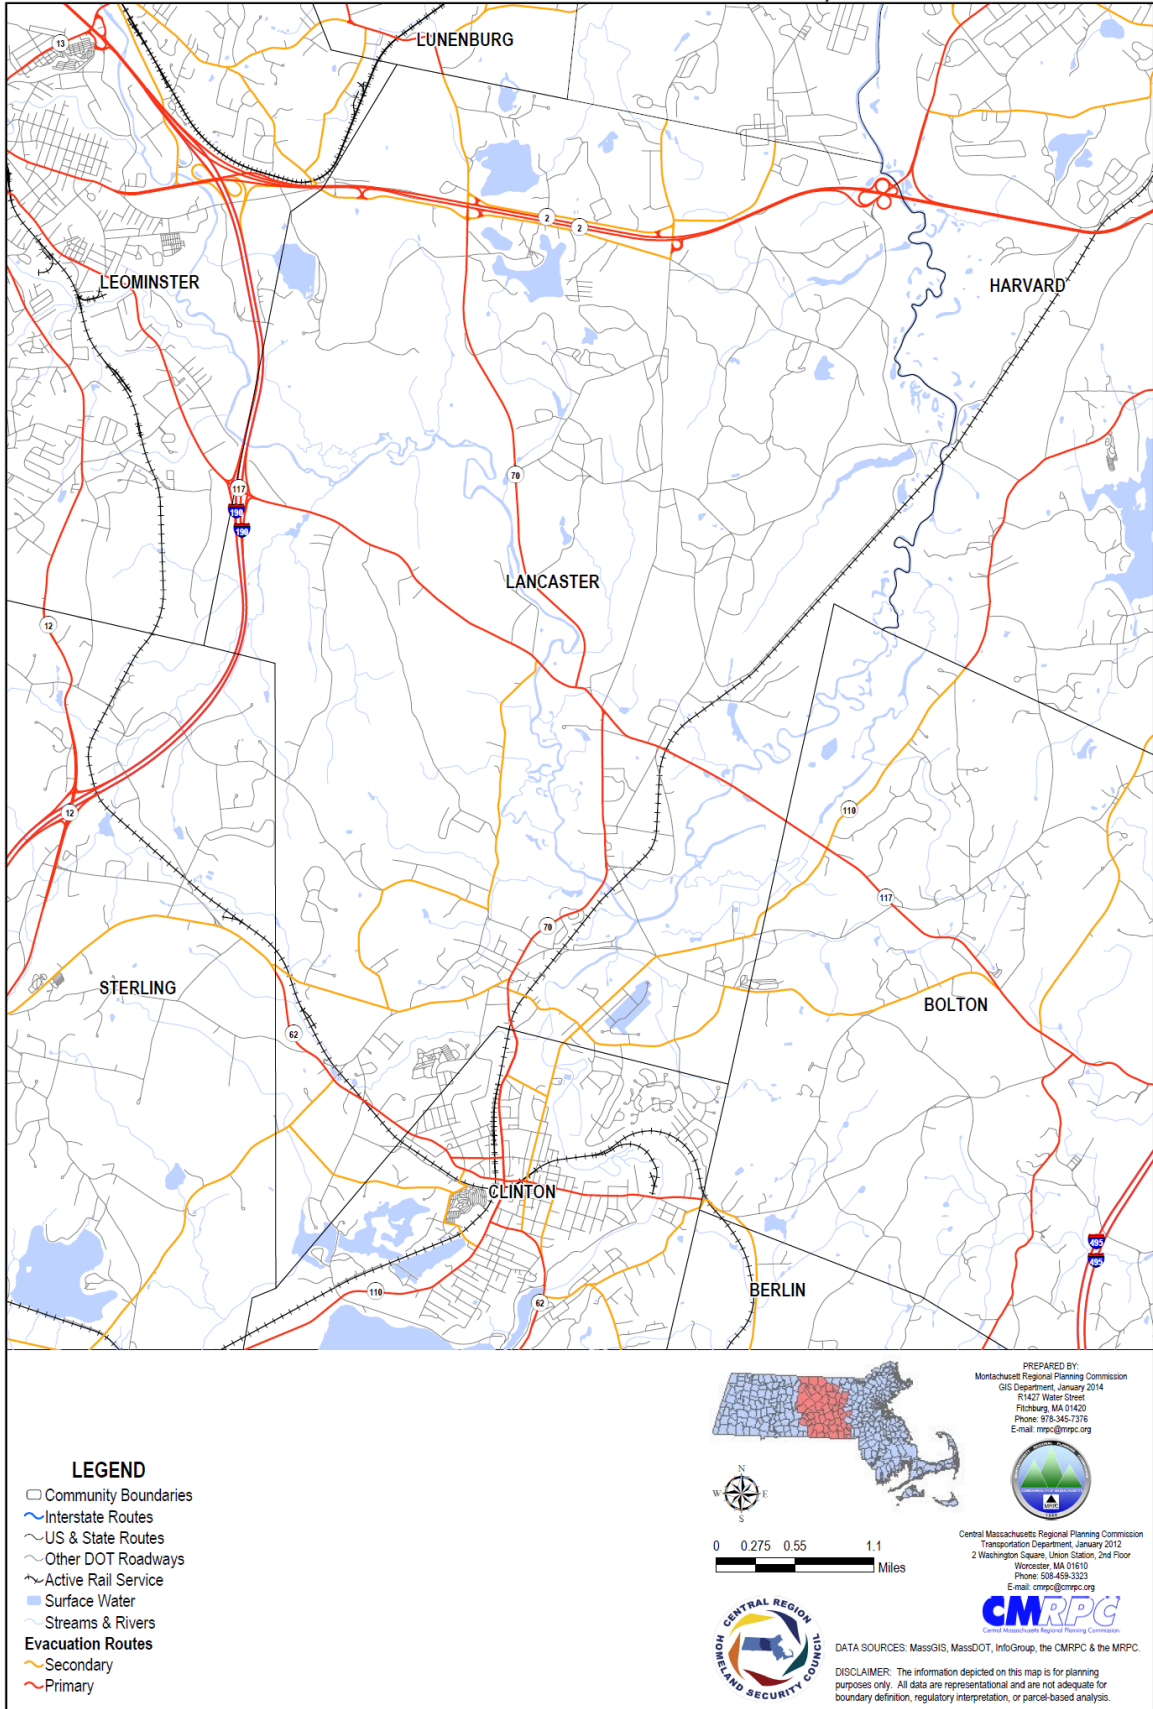 LUNENBURG
13
2
2
LEOMINSTER
HARVARD
70
117
190
190
LANCASTER
12
12
110
117
70
STERLING
BOLTON
62
CLINTON
495
495
BERLIN
110
62
LEGEND
Community Boundaries
Interstate Routes
US & State Routes
Other DOT Roadways
Active Rail Service
Surface Water
Streams & Rivers
Evacuation Routes
Secondary
Primary
N
W E
S
0 0.275 0.55 1.1
Miles
CENTRAL REGION
HOMELAND SECURITY COUNCIL
PREPARED BY:
Montachusett Regional Planning Commission
GIS Department, January 2014
R1427 Water Street
Fitchburg, MA 01420
Phone: 978-345-7376
E-mail: mrpc@mrpc.org
MRPC
Central Massachusetts Regional Planning Commission
Transportation Department, January 2012
2 Washington Square, Union Station, 2nd Floor
Worcester, MA 01610
Phone: 508-459-3323
E-mail: cmrpc@cmrpc.org
CMRPC
Central Massachusetts Regional Planning Commission
DATA SOURCES: MassGIS, MassDOT, InfoGroup, the CMRPC & the MRPC.
DISCLAIMER: The information depicted on this map is for planning
purposes only. All data are representational and are not adequate for
boundary definition, regulatory interpretation, or parcel-based analysis.